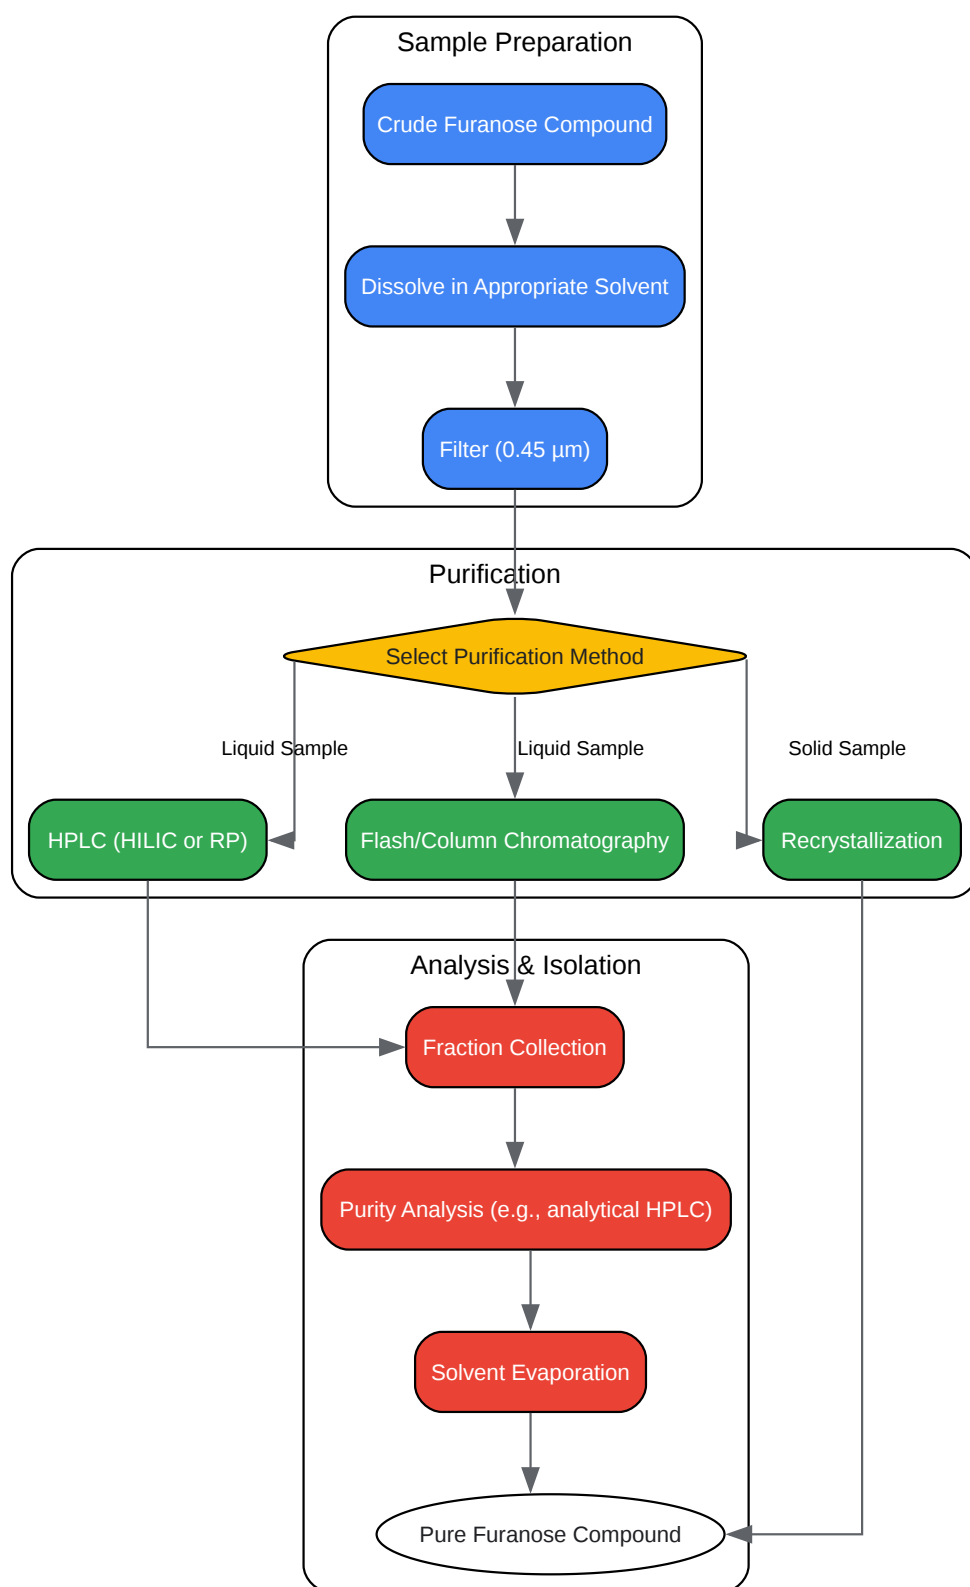 Sample Preparation
Crude Furanose Compound
Dissolve in Appropriate Solvent
Filter (0.45 µm)
Purification
Select Purification Method
Liquid Sample
Liquid Sample
Solid Sample
HPLC (HILIC or RP)
Flash/Column Chromatography
Recrystallization
Analysis & Isolation
Fraction Collection
Purity Analysis (e.g., analytical HPLC)
Solvent Evaporation
Pure Furanose Compound